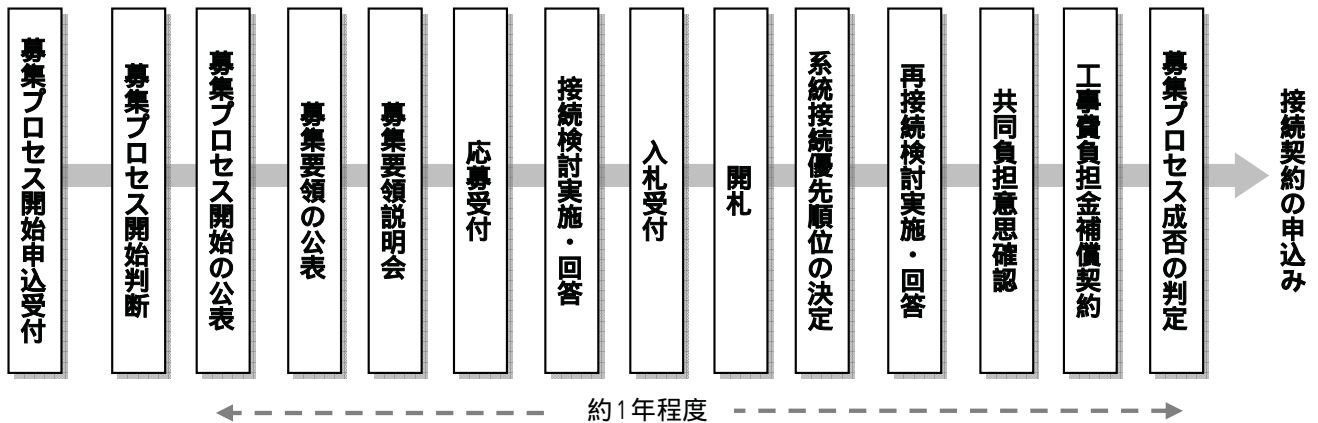 募集プロセス開始申込受付
募集プロセス開始判断
募集プロセス開始の公表
募集要領の公表
募集要領説明会
応募受付
接続検討実施・回答
入札受付
開札
系統接続優先順位の決定
再接続検討実施・回答
共同負担意思確認
工事費負担金補償契約
募集プロセス成否の判定
接続契約の申込み
約1年程度